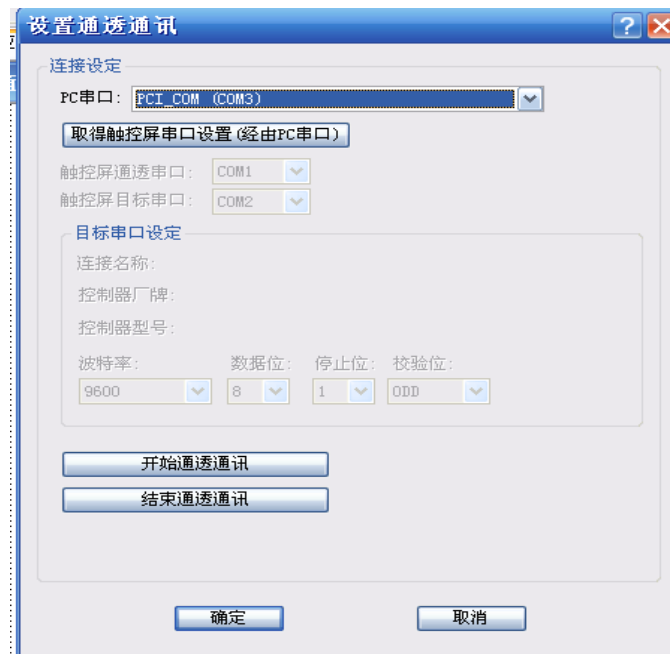 设置通透通讯
连接设定
PC串口: PCI_COM (COM3)
取得触控屏串口设置(经由PC串口)
触控屏通透串口: COM1
触控屏目标串口: COM2
目标串口设定
连接名称:
控制器厂牌:
控制器型号:
波特率: 数据位: 停止位: 校验位:
9600 8 1 ODD
开始通透通讯
结束通透通讯
确定 取消